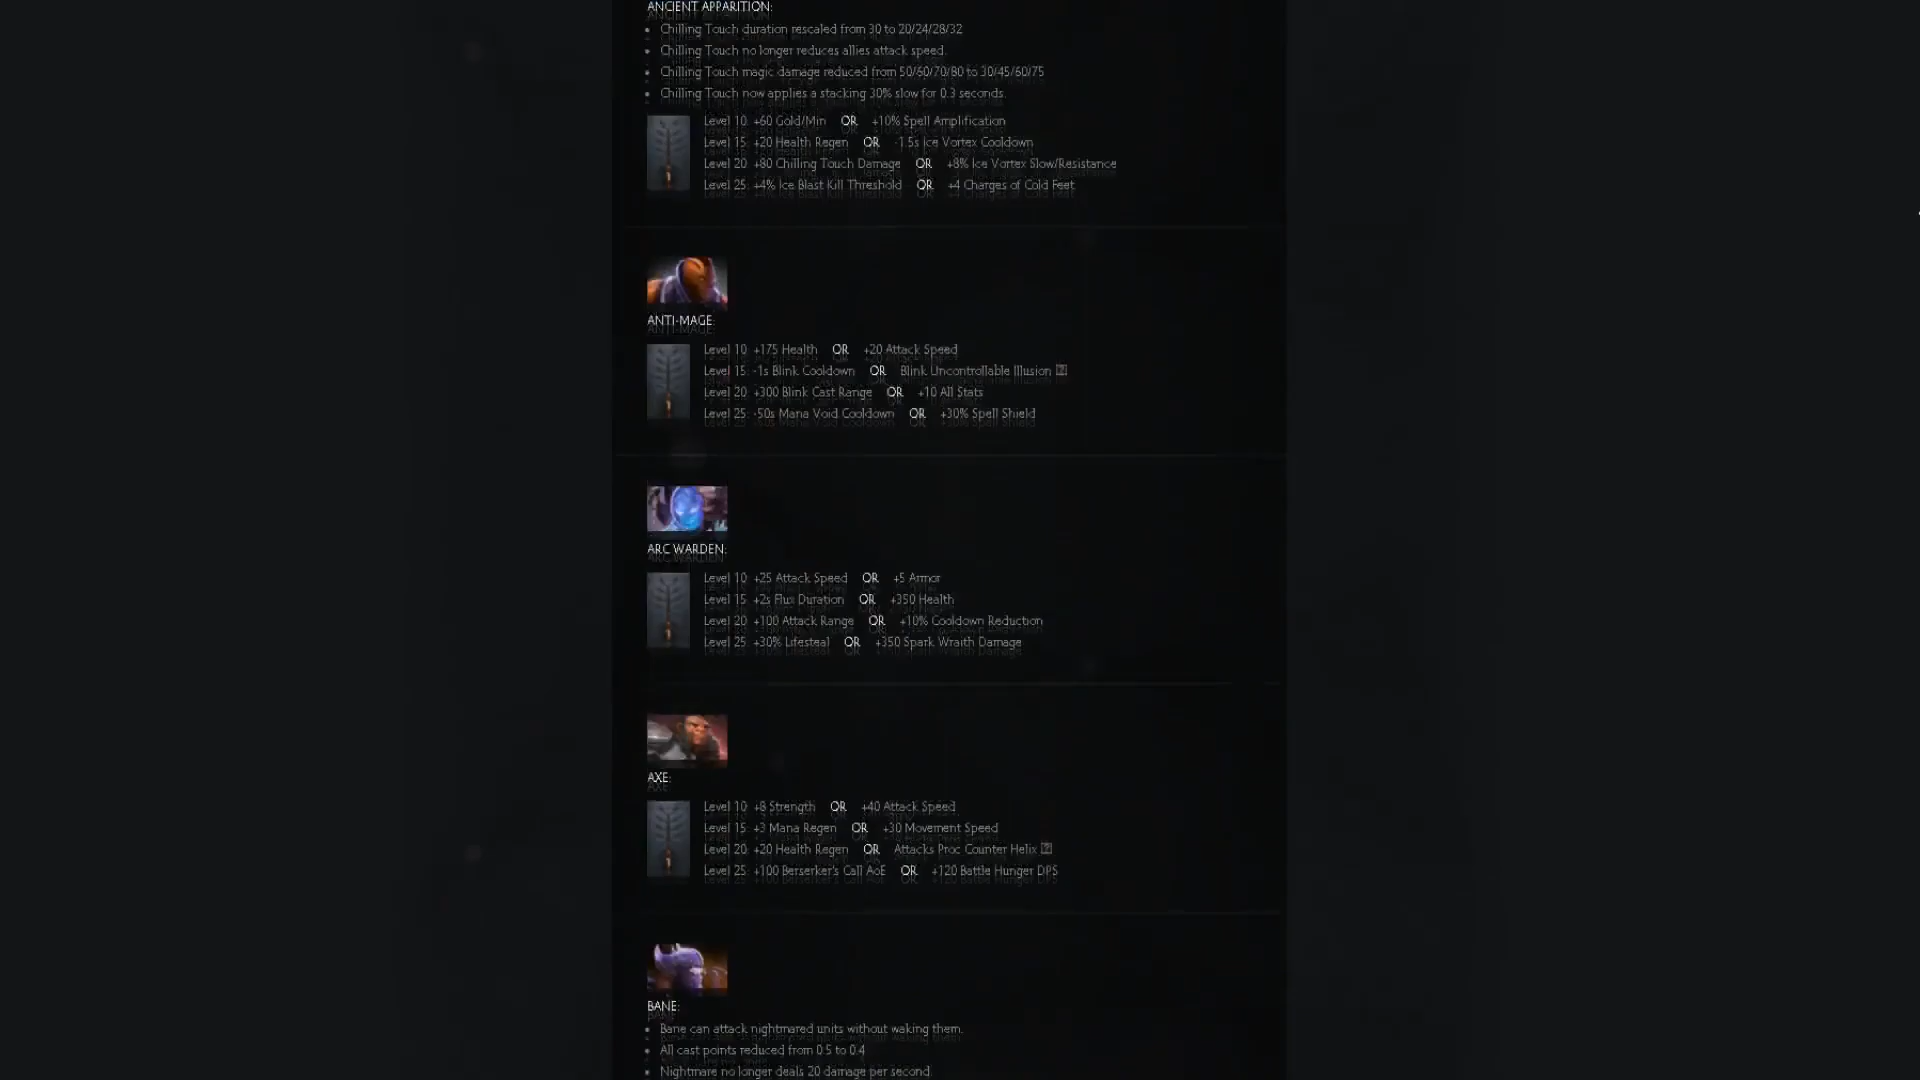 ANCIENT APPARITION:
• Chilling Touch duration rescaled from 30 to 20/24/28/32
• Chilling Touch no longer reduces allies attack speed.
• Chilling Touch magic damage reduced from 50/60/70/80 to 30/45/60/75
• Chilling Touch now applies a stacking 30% slow for 0.3 seconds.
Level 10: +60 Gold/Min OR +10% Spell Amplification
Level 15: +20 Health Regen OR -1.5s Ice Vortex Cooldown
Level 20: +80 Chilling Touch Damage OR +8% Ice Vortex Slow/Resistance
Level 25: +4% Ice Blast Kill Threshold OR +4 Charges of Cold Feet
ANTI-MAGE:
Level 10: +175 Health OR +20 Attack Speed
Level 15: -1s Blink Cooldown OR Blink Uncontrollable Illusion
Level 20: +300 Blink Cast Range OR +10 All Stats
Level 25: -50s Mana Void Cooldown OR +30% Spell Shield
ARC WARDEN:
Level 10: +25 Attack Speed OR +5 Armor
Level 15: +2s Flux Duration OR +350 Health
Level 20: +100 Attack Range OR +10% Cooldown Reduction
Level 25: +30% Lifesteal OR +350 Spark Wraith Damage
AXE:
Level 10: +8 Strength OR +40 Attack Speed
Level 15: +3 Mana Regen OR +30 Movement Speed
Level 20: +20 Health Regen OR Attacks Proc Counter Helix
Level 25: +100 Berserker's Call AoE OR +120 Battle Hunger DPS
BANE:
• Bane can attack nightmared units without waking them.
• All cast points reduced from 0.5 to 0.4
• Nightmare no longer deals 20 damage per second.